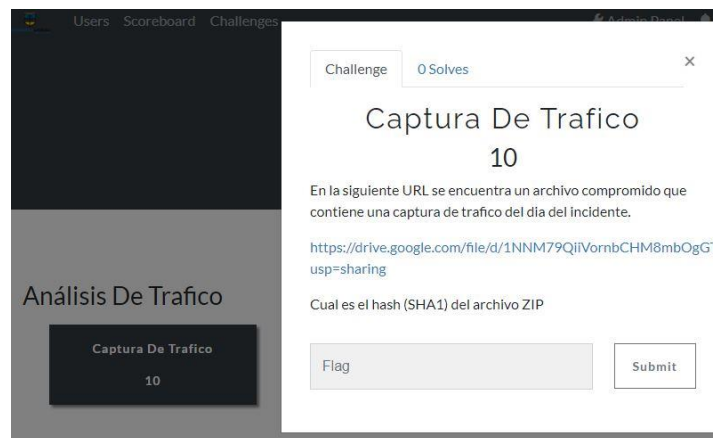 Users Scoreboard Challenges
Admin Panel
Challenge 0 Solves ×
Captura De Trafico
10
En la siguiente URL se encuentra un archivo compromido que
contiene una captura de trafico del dia del incidente.
https://drive.google.com/file/d/1NNM79QiiVornbCHM8mbOgG
usp=sharing
Cual es el hash (SHA1) del archivo ZIP
Flag
Submit
Análisis De Trafico
Captura De Trafico
10